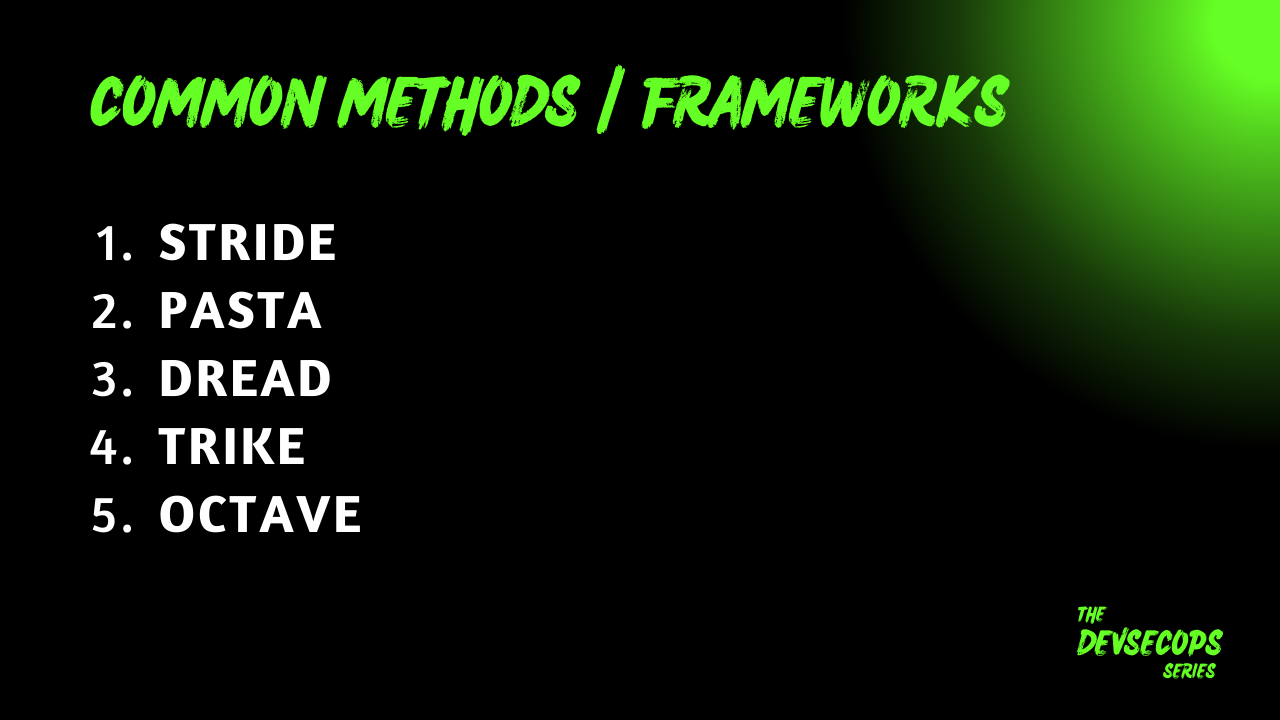 COMMON METHODS / FRAMEWORKS
1. STRIDE
2. PASTA
3. DREAD
4. TRIKE
5. OCTAVE
THE
DEVSECOPS
SERIES